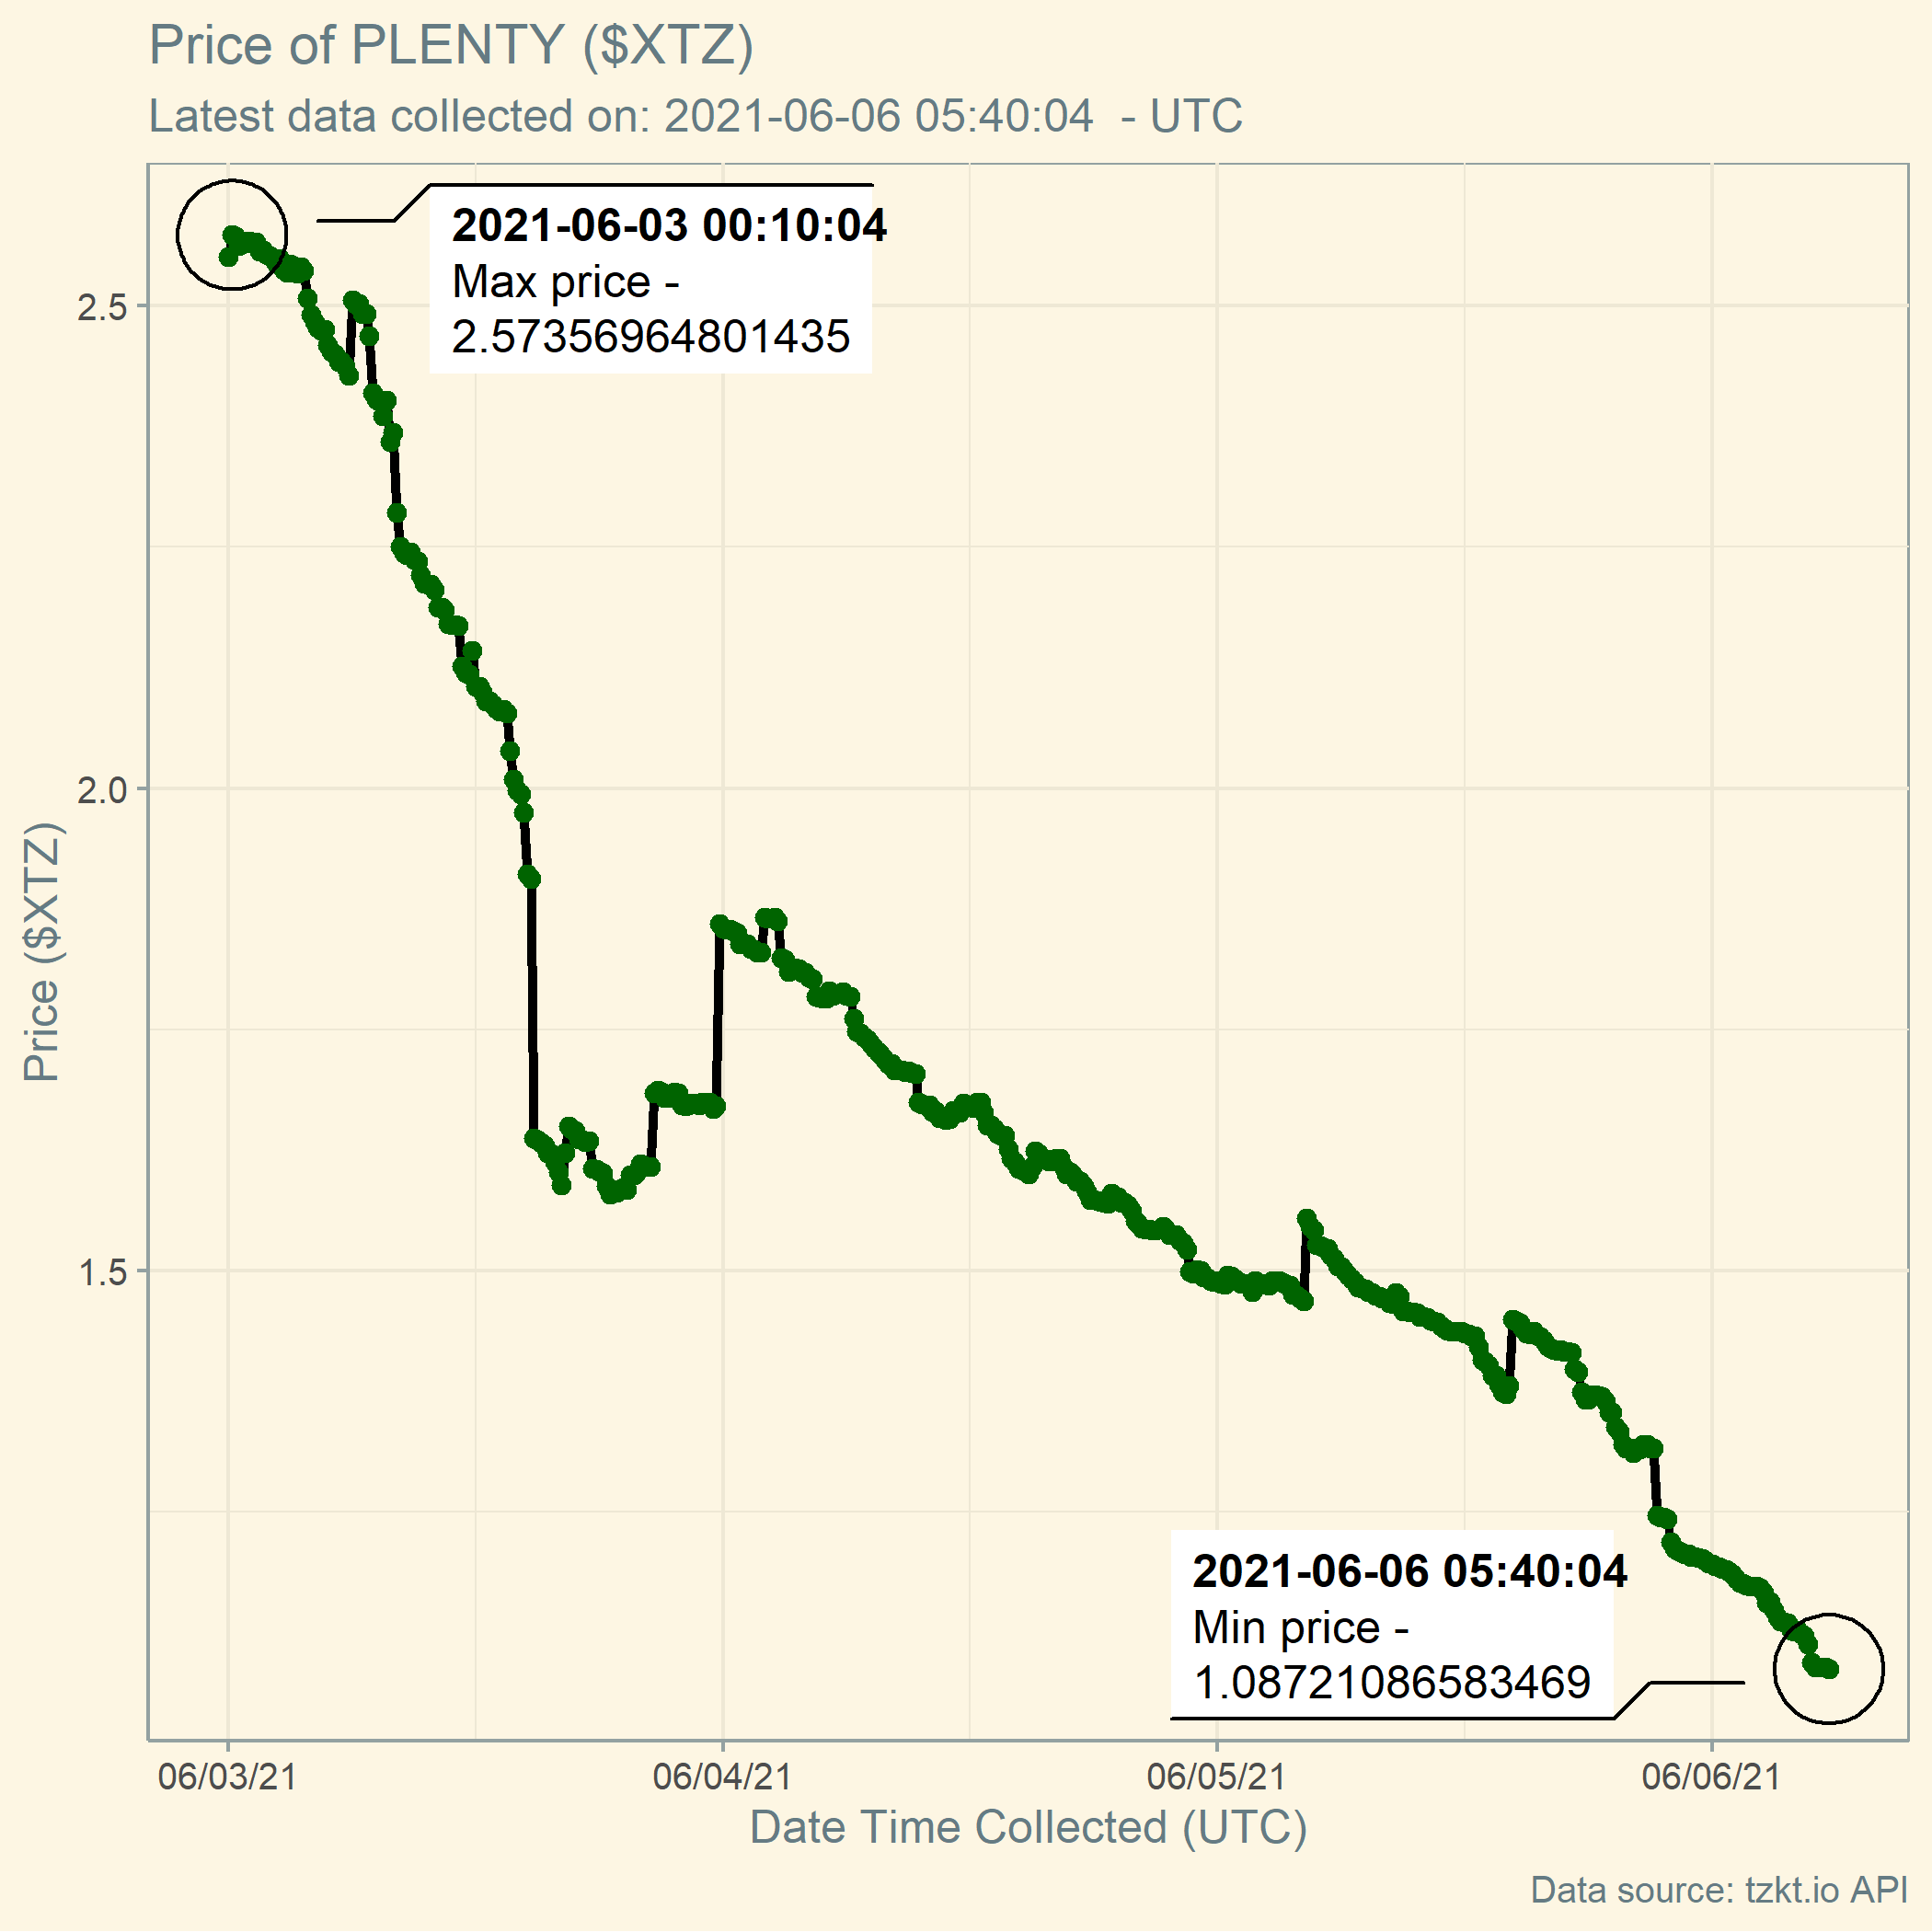 Price of PLENTY ($XTZ)
Latest data collected on: 2021-06-06 05:40:04  - UTC
2021-06-03 00:10:04
Max price -
2.57356964801435
2.5
2.0
1.5
Price ($XTZ)
2021-06-06 05:40:04
Min price -
1.08721086583469
06/03/21
06/04/21
06/05/21
06/06/21
Date Time Collected (UTC)
Data source: tzkt.io API